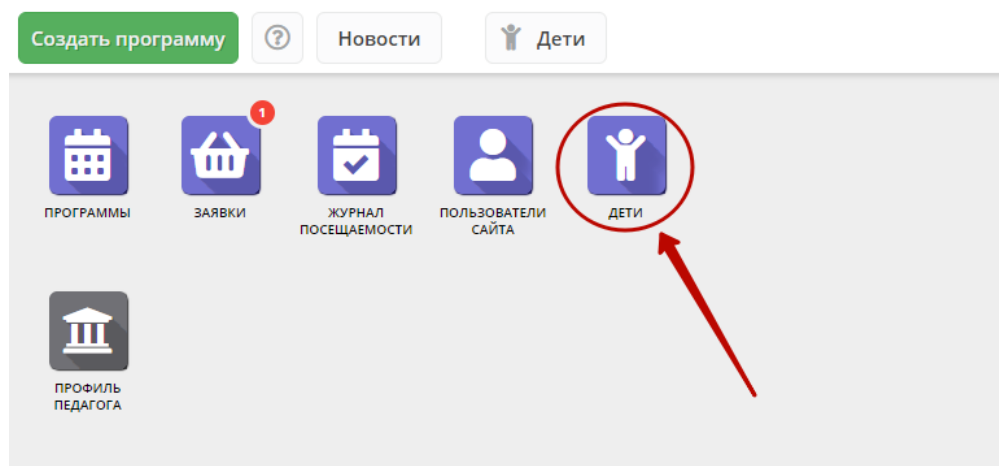 Создать программу
?
Новости
Дети
1
ПРОГРАММЫ
ЗАЯВКИ
ЖУРНАЛ
ПОСЕЩАЕМОСТИ
ПОЛЬЗОВАТЕЛИ
САЙТА
ДЕТИ
ПРОФИЛЬ
ПЕДАГОГА